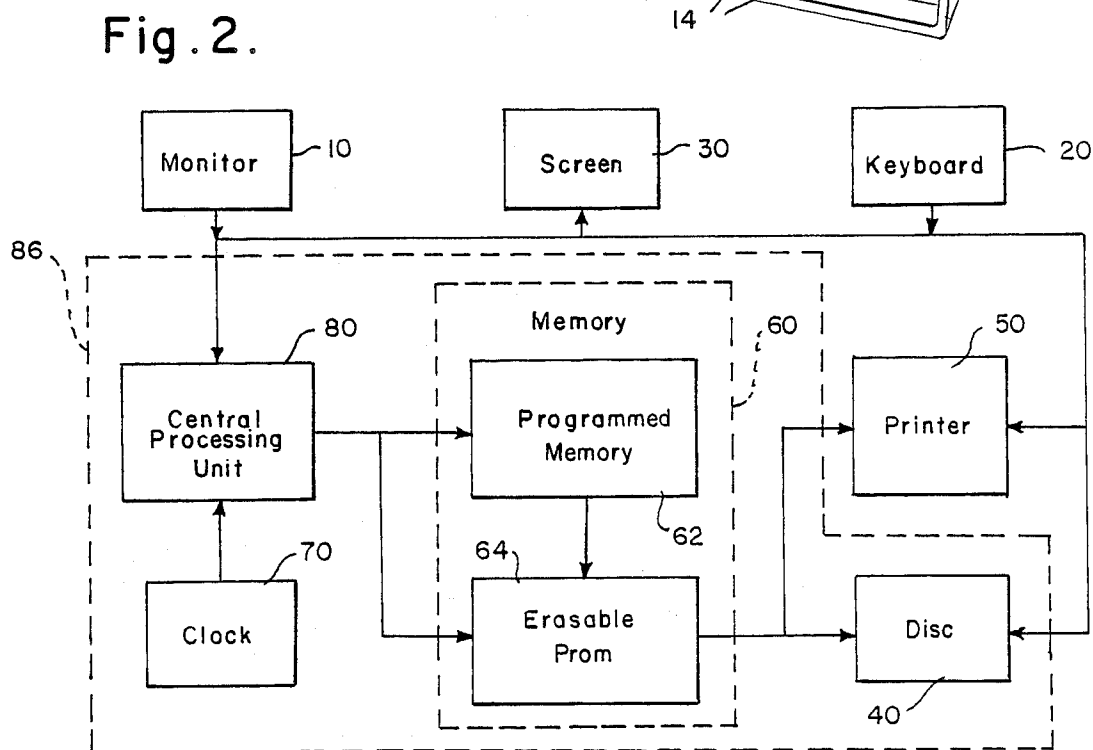 14
Fig. 2.
Monitor
10
Screen
30
Keyboard
20
86
80
Memory
60
50
Central
Processing
Unit
Programmed
Memory
Printer
62
70
64
Clock
Erasable
Prom
Disc
40